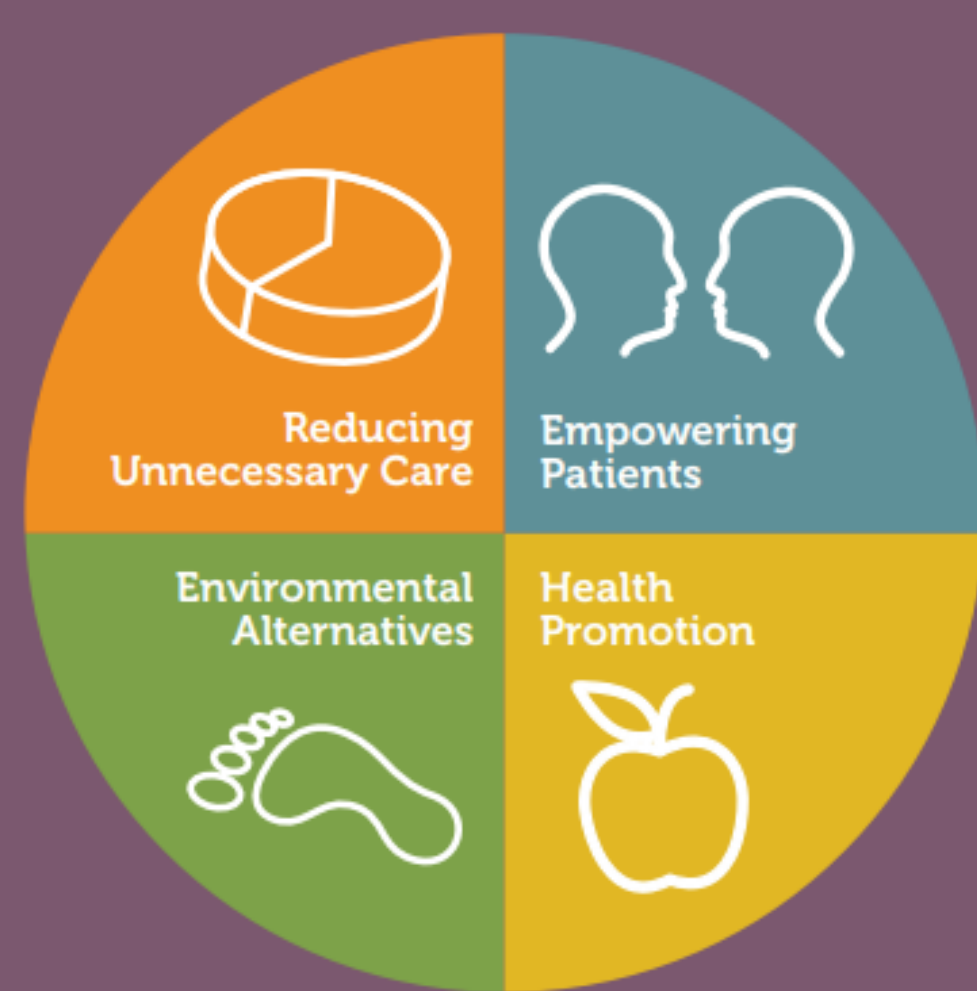 Reducing
Unnecessary Care
Empowering
Patients
Environmental
Alternatives
Health
Promotion